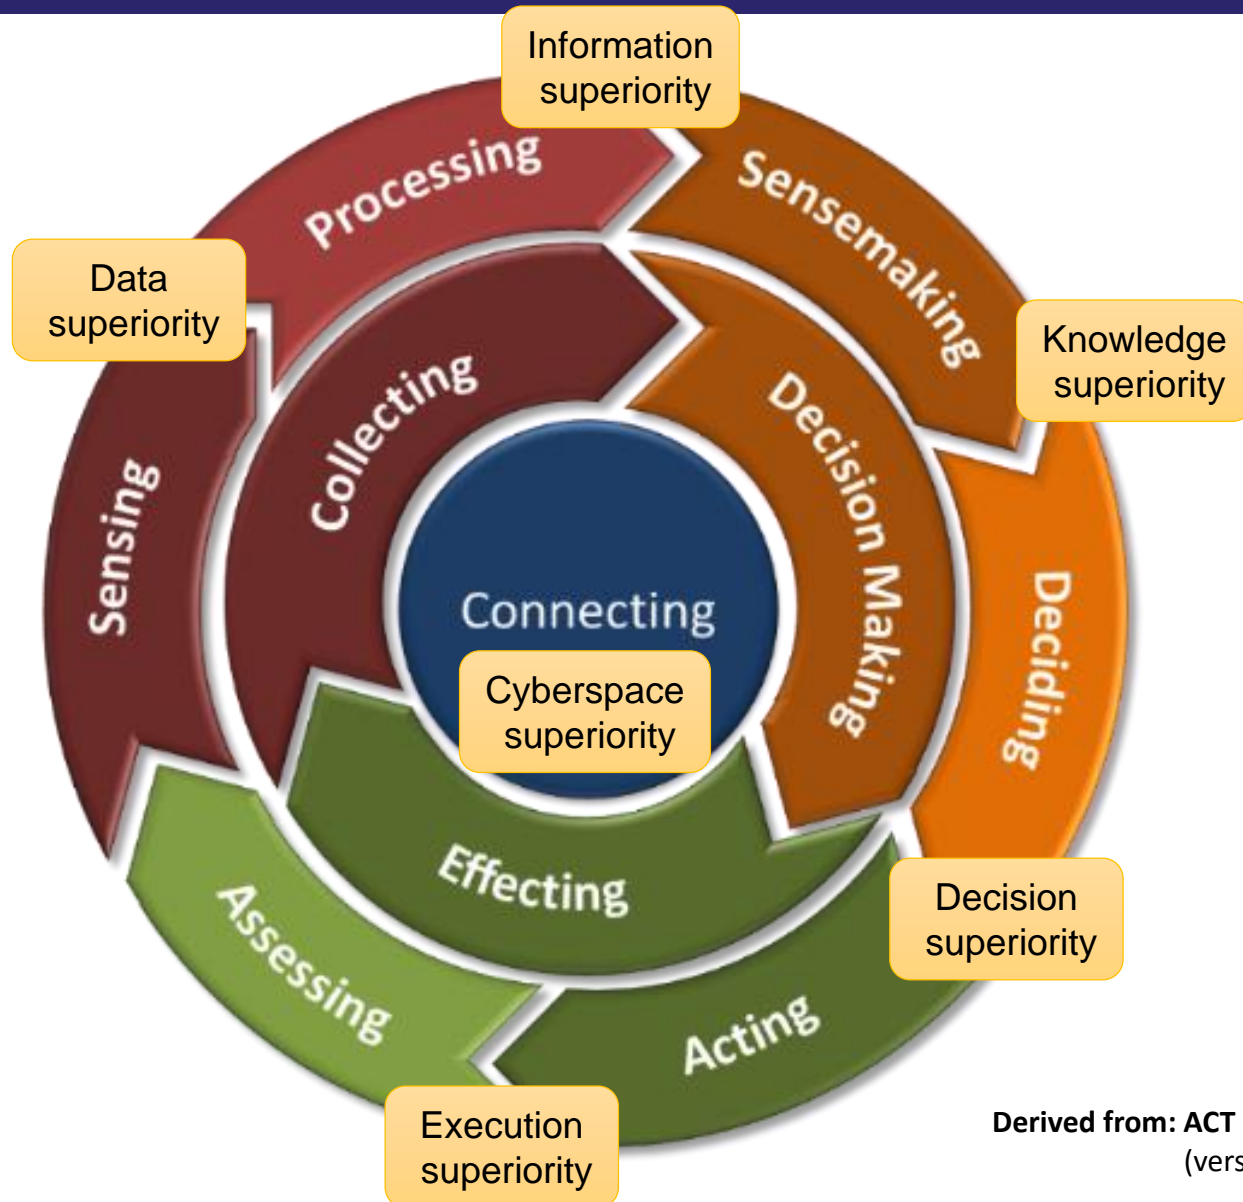 Information
superiority
Processing
Sensemaking
Data
superiority
Knowledge
superiority
Collecting
Decision Making
Sensing
Connecting
Deciding
Cyberspace
superiority
Effecting
Assessing
Acting
Decision
superiority
Execution
superiority
Derived from: ACT
(vers